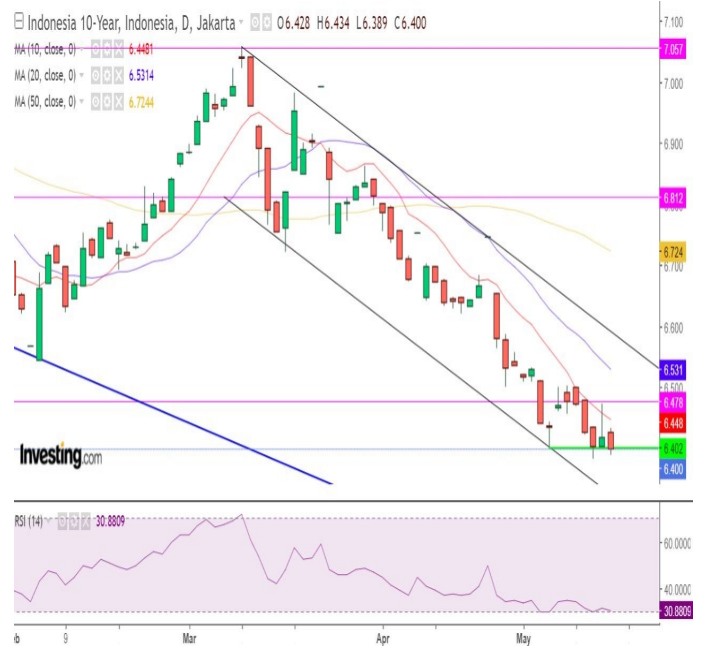 Indonesia 10-Year, Indonesia, D, Jakarta O6.428 H6.434 L6.389 C6.400
MA (10, close, 0) 6.4481
MA (20, close, 0) 6.5314
MA (50, close, 0) 6.7244
7.100
7.057
7.000
6.900
6.812
6.724
6.700
6.600
6.531
6.500
6.478
6.448
6.402
6.400
Investing.com
RSI (14) 30.8809
60.0000
40.0000
30.8809
9 Mar Apr May